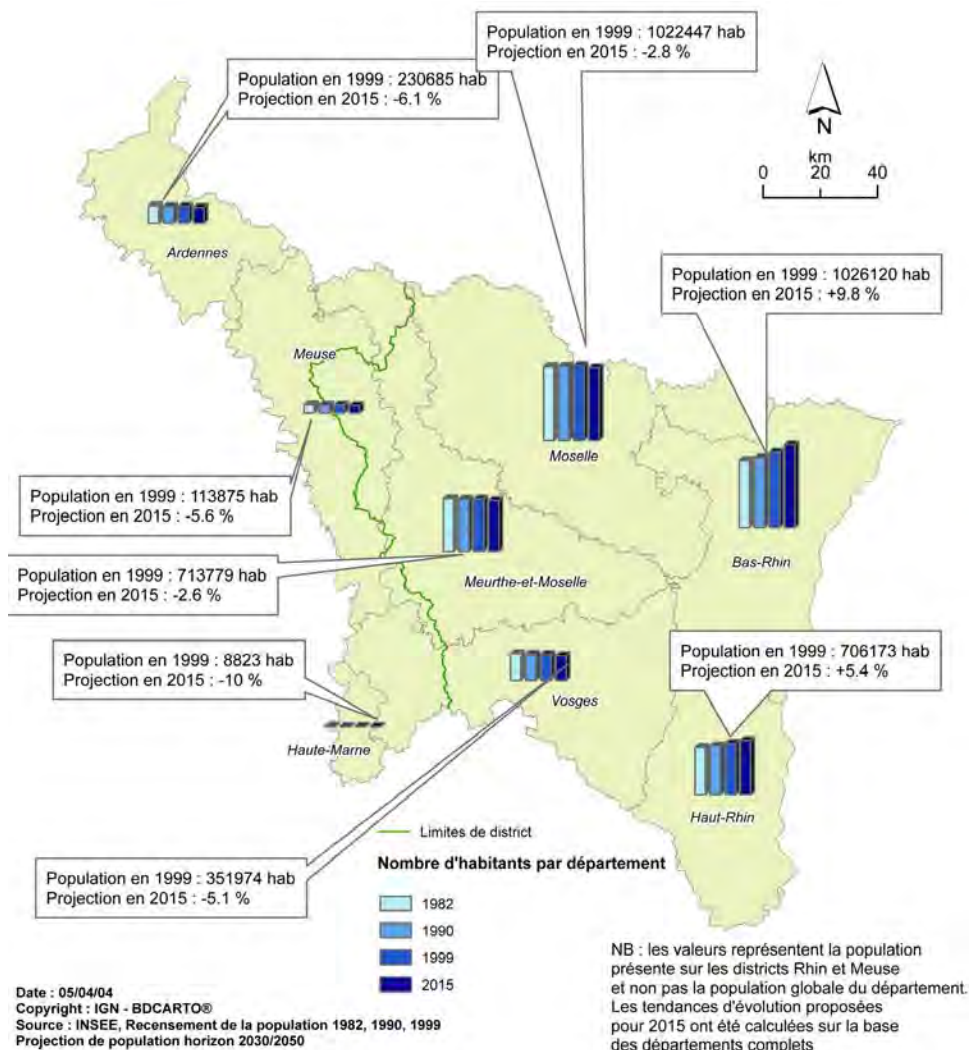 Population en 1999 : 1022447 hab
Projection en 2015 : -2.8 %
Population en 1999 : 230685 hab
Projection en 2015 : -6.1 %
N
km
0 20 40
Ardennes
Population en 1999 : 1026120 hab
Projection en 2015 : +9.8 %
Meuse
Moselle
Population en 1999 : 113875 hab
Projection en 2015 : -5.6 %
Bas-Rhin
Population en 1999 : 713779 hab
Projection en 2015 : -2.6 %
Meurthe-et-Moselle
Population en 1999 : 8823 hab
Projection en 2015 : -10 %
Population en 1999 : 706173 hab
Projection en 2015 : +5.4 %
Vosges
Haute-Marne
Haut-Rhin
Limites de district
Nombre d'habitants par département
Population en 1999 : 351974 hab
Projection en 2015 : -5.1 %
1982
1990
1999
2015
NB : les valeurs représentent la population
présente sur les districts Rhin et Meuse
et non pas la population globale du département.
Les tendances d'évolution proposées
pour 2015 ont été calculées sur la base
des départements complets
Date : 05/04/04
Copyright : IGN - BDCARTO®
Source : INSEE, Recensement de la population 1982, 1990, 1999
Projection de population horizon 2030/2050